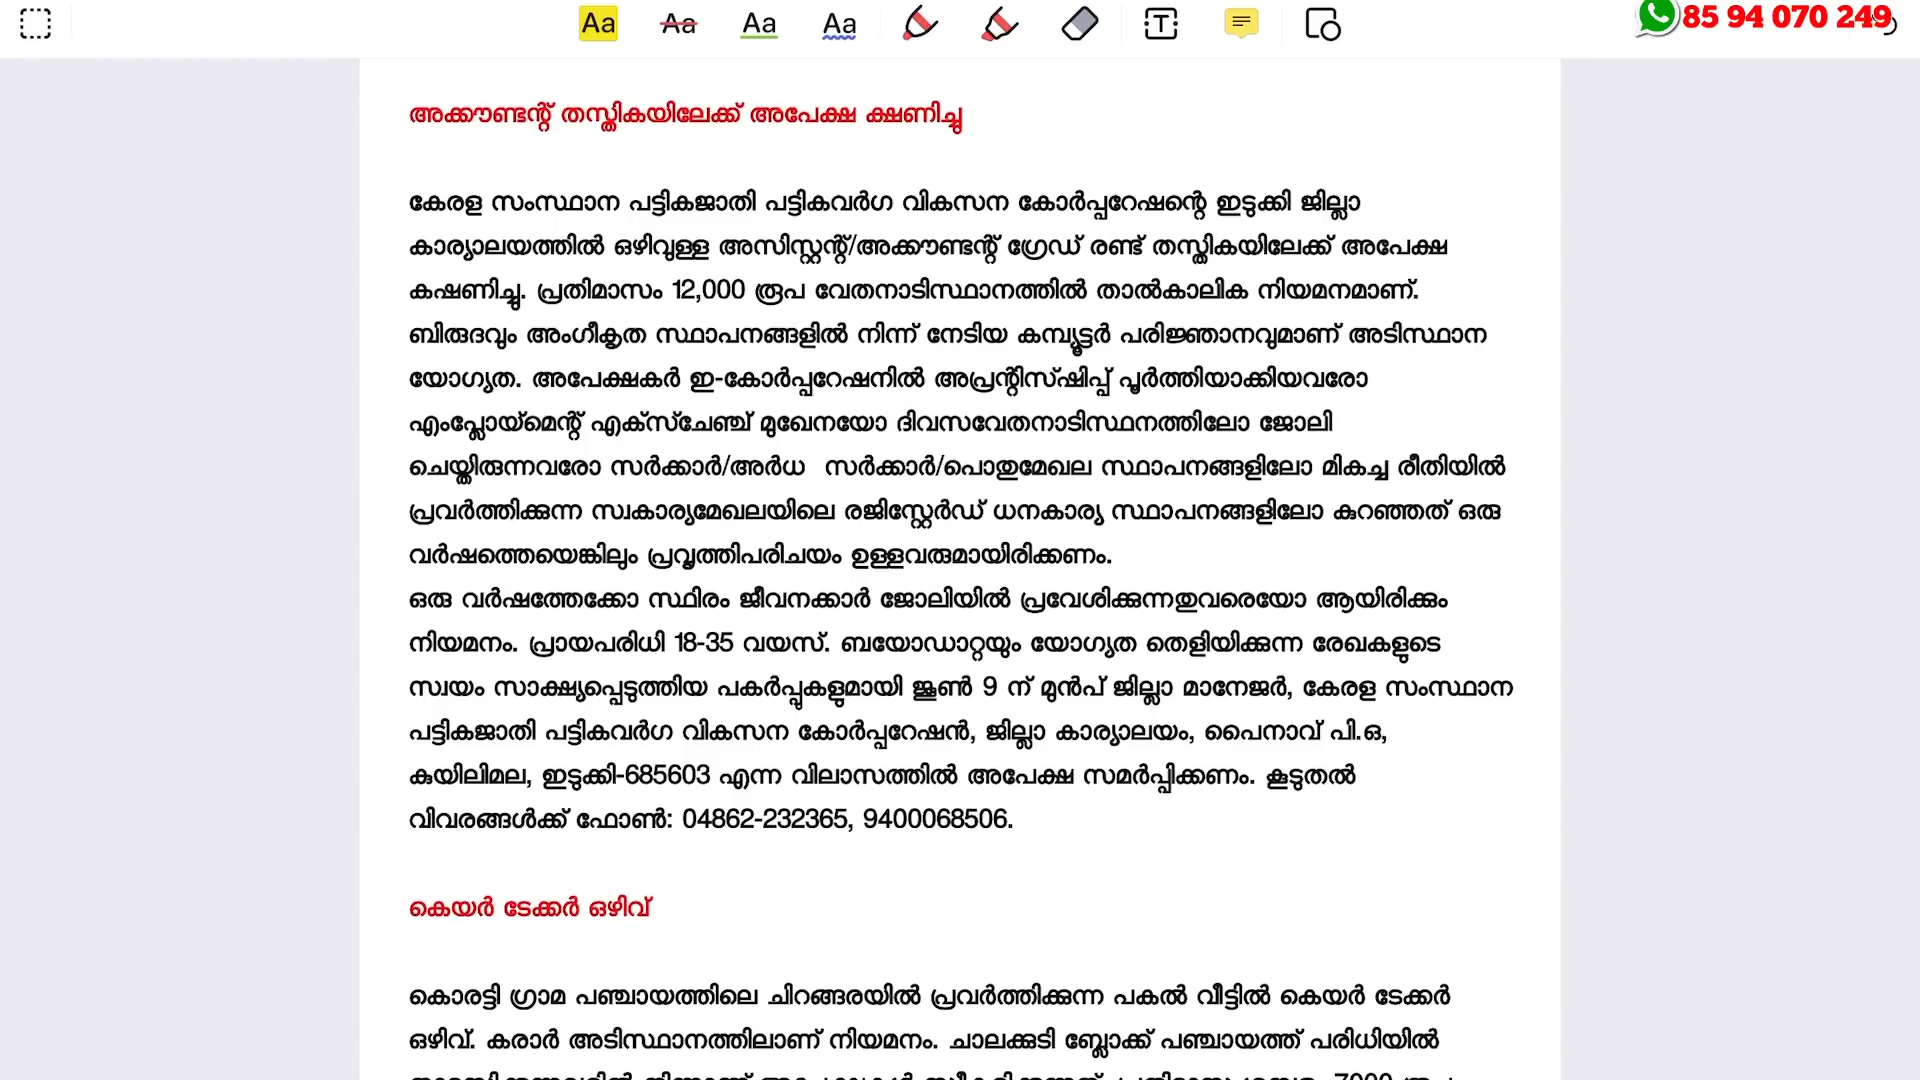 Aa Aa Aa Aa T
85 94 070 249
അക്കൗണ്ടന്റ് തസ്തികയിലേക്ക് അപേക്ഷ ക്ഷണിച്ചു
കേരള സംസ്ഥാന പട്ടികജാതി പട്ടികവർഗ വികസന കോർപ്പറേഷന്റെ ഇടുക്കി ജില്ലാ
കാര്യാലയത്തിൽ ഒഴിവുള്ള അസിസ്റ്റന്റ്/അക്കൗണ്ടന്റ് ഗ്രേഡ് രണ്ട് തസ്തികയിലേക്ക് അപേക്ഷ
കഷണിച്ചു. പ്രതിമാസം 12,000 രൂപ വേതനാടിസ്ഥാനത്തിൽ താൽകാലിക നിയമനമാണ്.
ബിരുദവും അംഗീകൃത സ്ഥാപനങ്ങളിൽ നിന്ന് നേടിയ കമ്പ്യൂട്ടർ പരിജ്ഞാനവുമാണ് അടിസ്ഥാന
യോഗ്യത. അപേക്ഷകർ ഇ-കോർപ്പറേഷനിൽ അപ്രന്റിസ്ഷിപ്പ് പൂർത്തിയാക്കിയവരോ
എംപ്ലോയ്മെന്റ് എക്സ്ചേഞ്ച് മുഖേനയോ ദിവസവേതനാടിസ്ഥനത്തിലോ ജോലി
ചെയ്തിരുന്നവരോ സർക്കാർ/അർധ  സർക്കാർ/പൊതുമേഖല സ്ഥാപനങ്ങളിലോ മികച്ച രീതിയിൽ
പ്രവർത്തിക്കുന്ന സ്വകാര്യമേഖലയിലെ രജിസ്റ്റേർഡ് ധനകാര്യ സ്ഥാപനങ്ങളിലോ കുറഞ്ഞത് ഒരു
വർഷത്തെയെങ്കിലും പ്രവൃത്തിപരിചയം ഉള്ളവരുമായിരിക്കണം.
ഒരു വർഷത്തേക്കോ സ്ഥിരം ജീവനക്കാർ ജോലിയിൽ പ്രവേശിക്കുന്നതുവരെയോ ആയിരിക്കും
നിയമനം. പ്രായപരിധി 18-35 വയസ്. ബയോഡാറ്റയും യോഗ്യത തെളിയിക്കുന്ന രേഖകളുടെ
സ്വയം സാക്ഷ്യപ്പെടുത്തിയ പകർപ്പുകളുമായി ജൂൺ 9 ന് മുൻപ് ജില്ലാ മാനേജർ, കേരള സംസ്ഥാന
പട്ടികജാതി പട്ടികവർഗ വികസന കോർപ്പറേഷൻ, ജില്ലാ കാര്യാലയം, പൈനാവ് പി.ഒ,
കുയിലിമല, ഇടുക്കി-685603 എന്ന വിലാസത്തിൽ അപേക്ഷ സമർപ്പിക്കണം. കൂടുതൽ
വിവരങ്ങൾക്ക് ഫോൺ: 04862-232365, 9400068506.
കെയർ ടേക്കർ ഒഴിവ്
കൊരട്ടി ഗ്രാമ പഞ്ചായത്തിലെ ചിറങ്ങരയിൽ പ്രവർത്തിക്കുന്ന പകൽ വീട്ടിൽ കെയർ ടേക്കർ
ഒഴിവ്. കരാർ അടിസ്ഥാനത്തിലാണ് നിയമനം. ചാലക്കുടി ബ്ലോക്ക് പഞ്ചായത്ത് പരിധിയിൽ